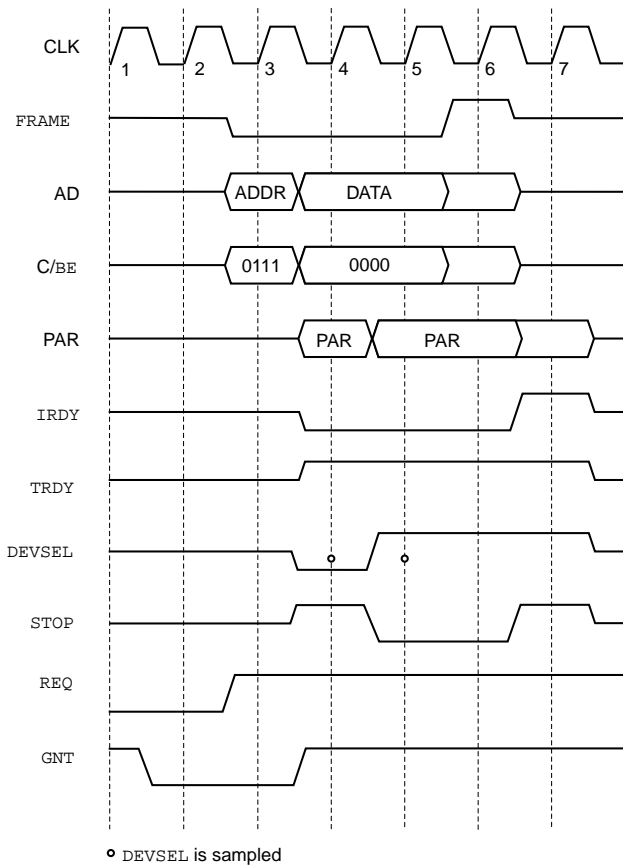 CLK
1 2 3 4 5 6 7
FRAME
AD ADDR DATA
C/BE 0111 0000
PAR PAR PAR
IRDY
TRDY
DEVSEL
STOP
REQ
GNT
DEVSEL is sampled